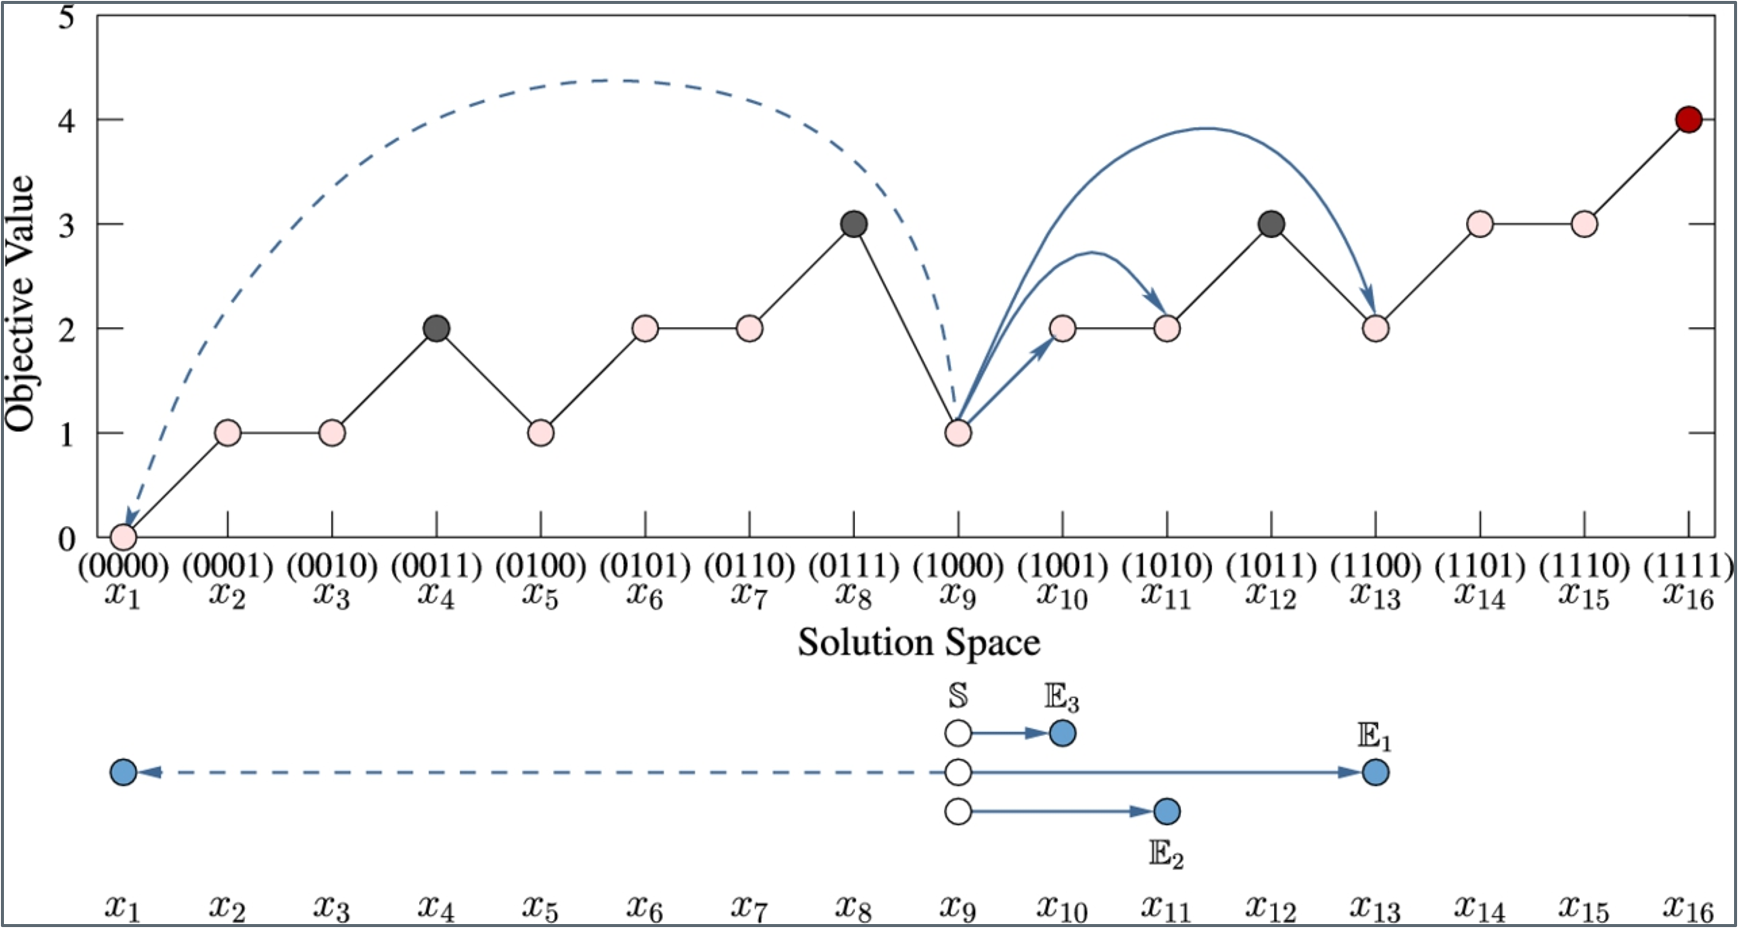 5
4
3
2
1
0
Objective Value
(0000) (0001) (0010) (0011) (0100) (0101) (0110) (0111) (1000) (1001) (1010) (1011) (1100) (1101) (1110) (1111)
x₁ x₂ x₃ x₄ x₅ x₆ x₇ x₈ x₉ x₁₀ x₁₁ x₁₂ x₁₃ x₁₄ x₁₅ x₁₆
Solution Space
𝕊 𝔼₃
𝔼₁
𝔼₂
x₁ x₂ x₃ x₄ x₅ x₆ x₇ x₈ x₉ x₁₀ x₁₁ x₁₂ x₁₃ x₁₄ x₁₅ x₁₆